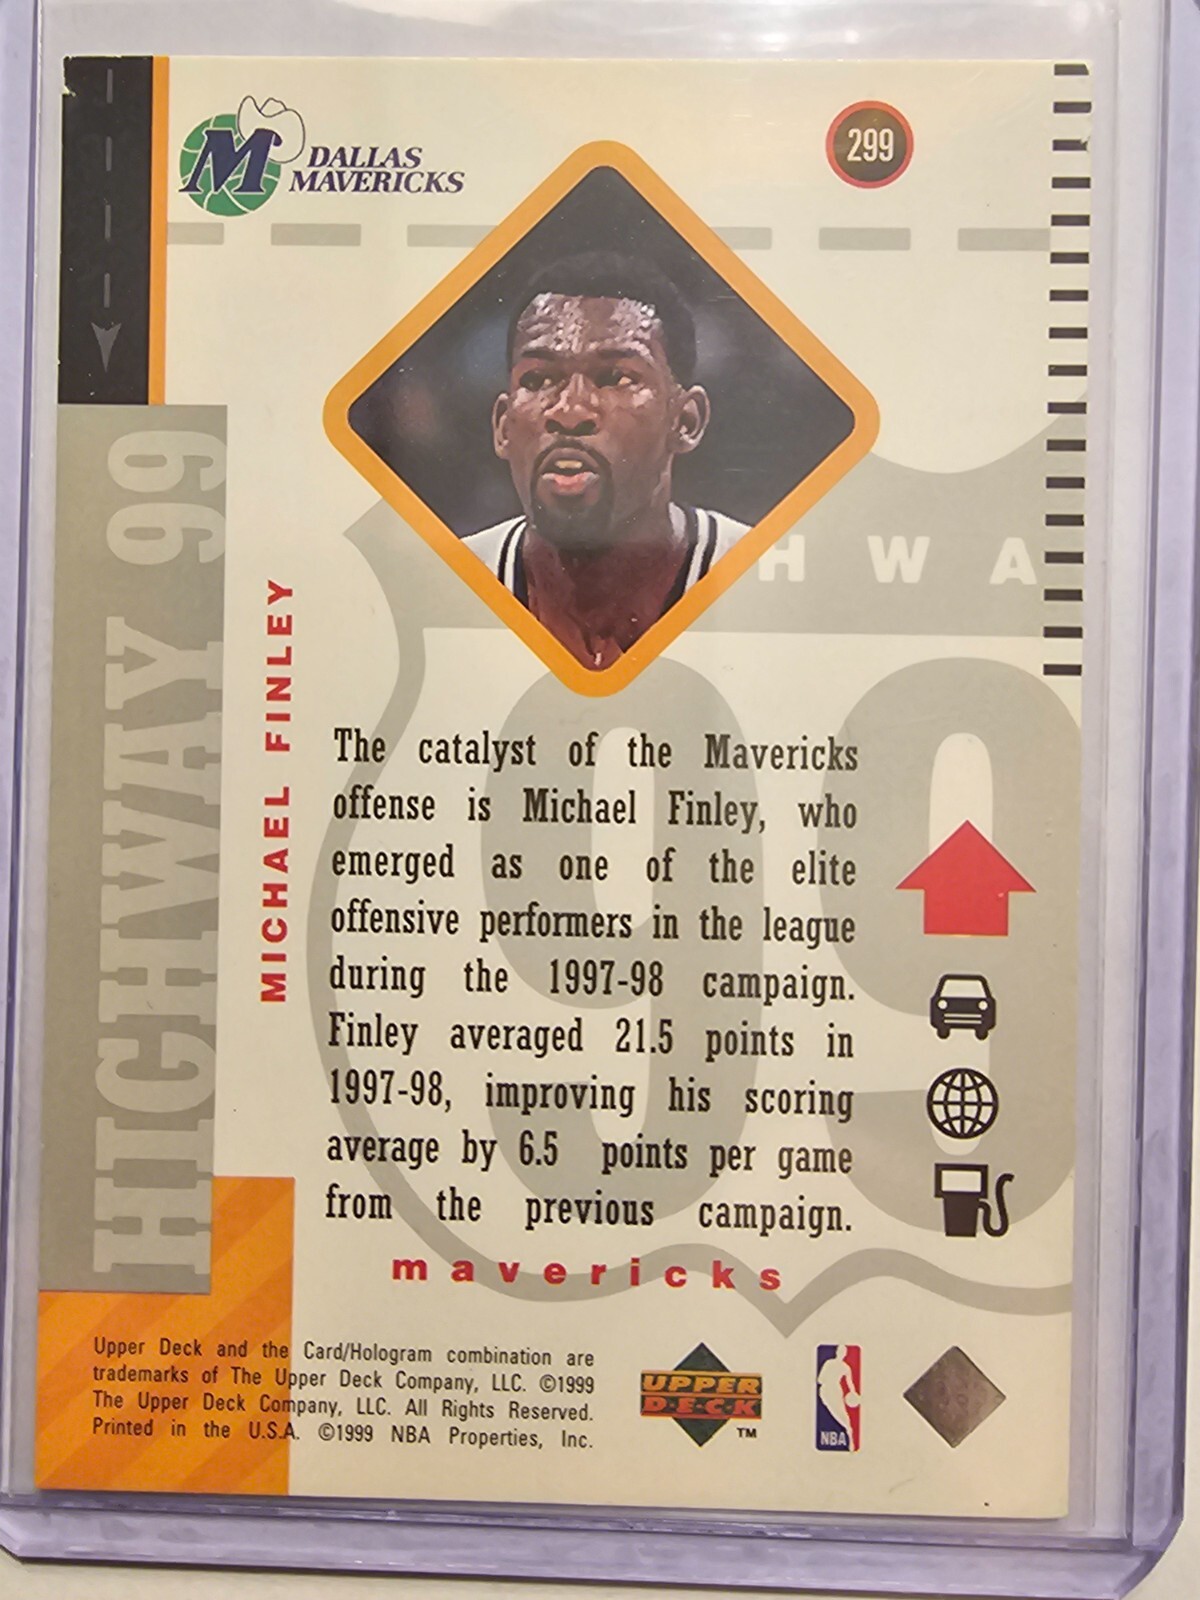 DALLAS
MAVERICKS
M
299
HWA
HIGHWAY 99
MICHAEL FINLEY
99
The catalyst of the Mavericks
offense is Michael Finley, who
emerged as one of the elite
offensive performers in the league
during the 1997-98 campaign.
Finley averaged 21.5 points in
1997-98, improving his scoring
average by 6.5 points per game
from the previous campaign.
mavericks
Upper Deck and the Card/Hologram combination are
trademarks of The Upper Deck Company, LLC. ©1999
The Upper Deck Company, LLC. All Rights Reserved.
Printed in the U.S.A. ©1999 NBA Properties, Inc.
UPPER
D·E·C·K
TM
NBA